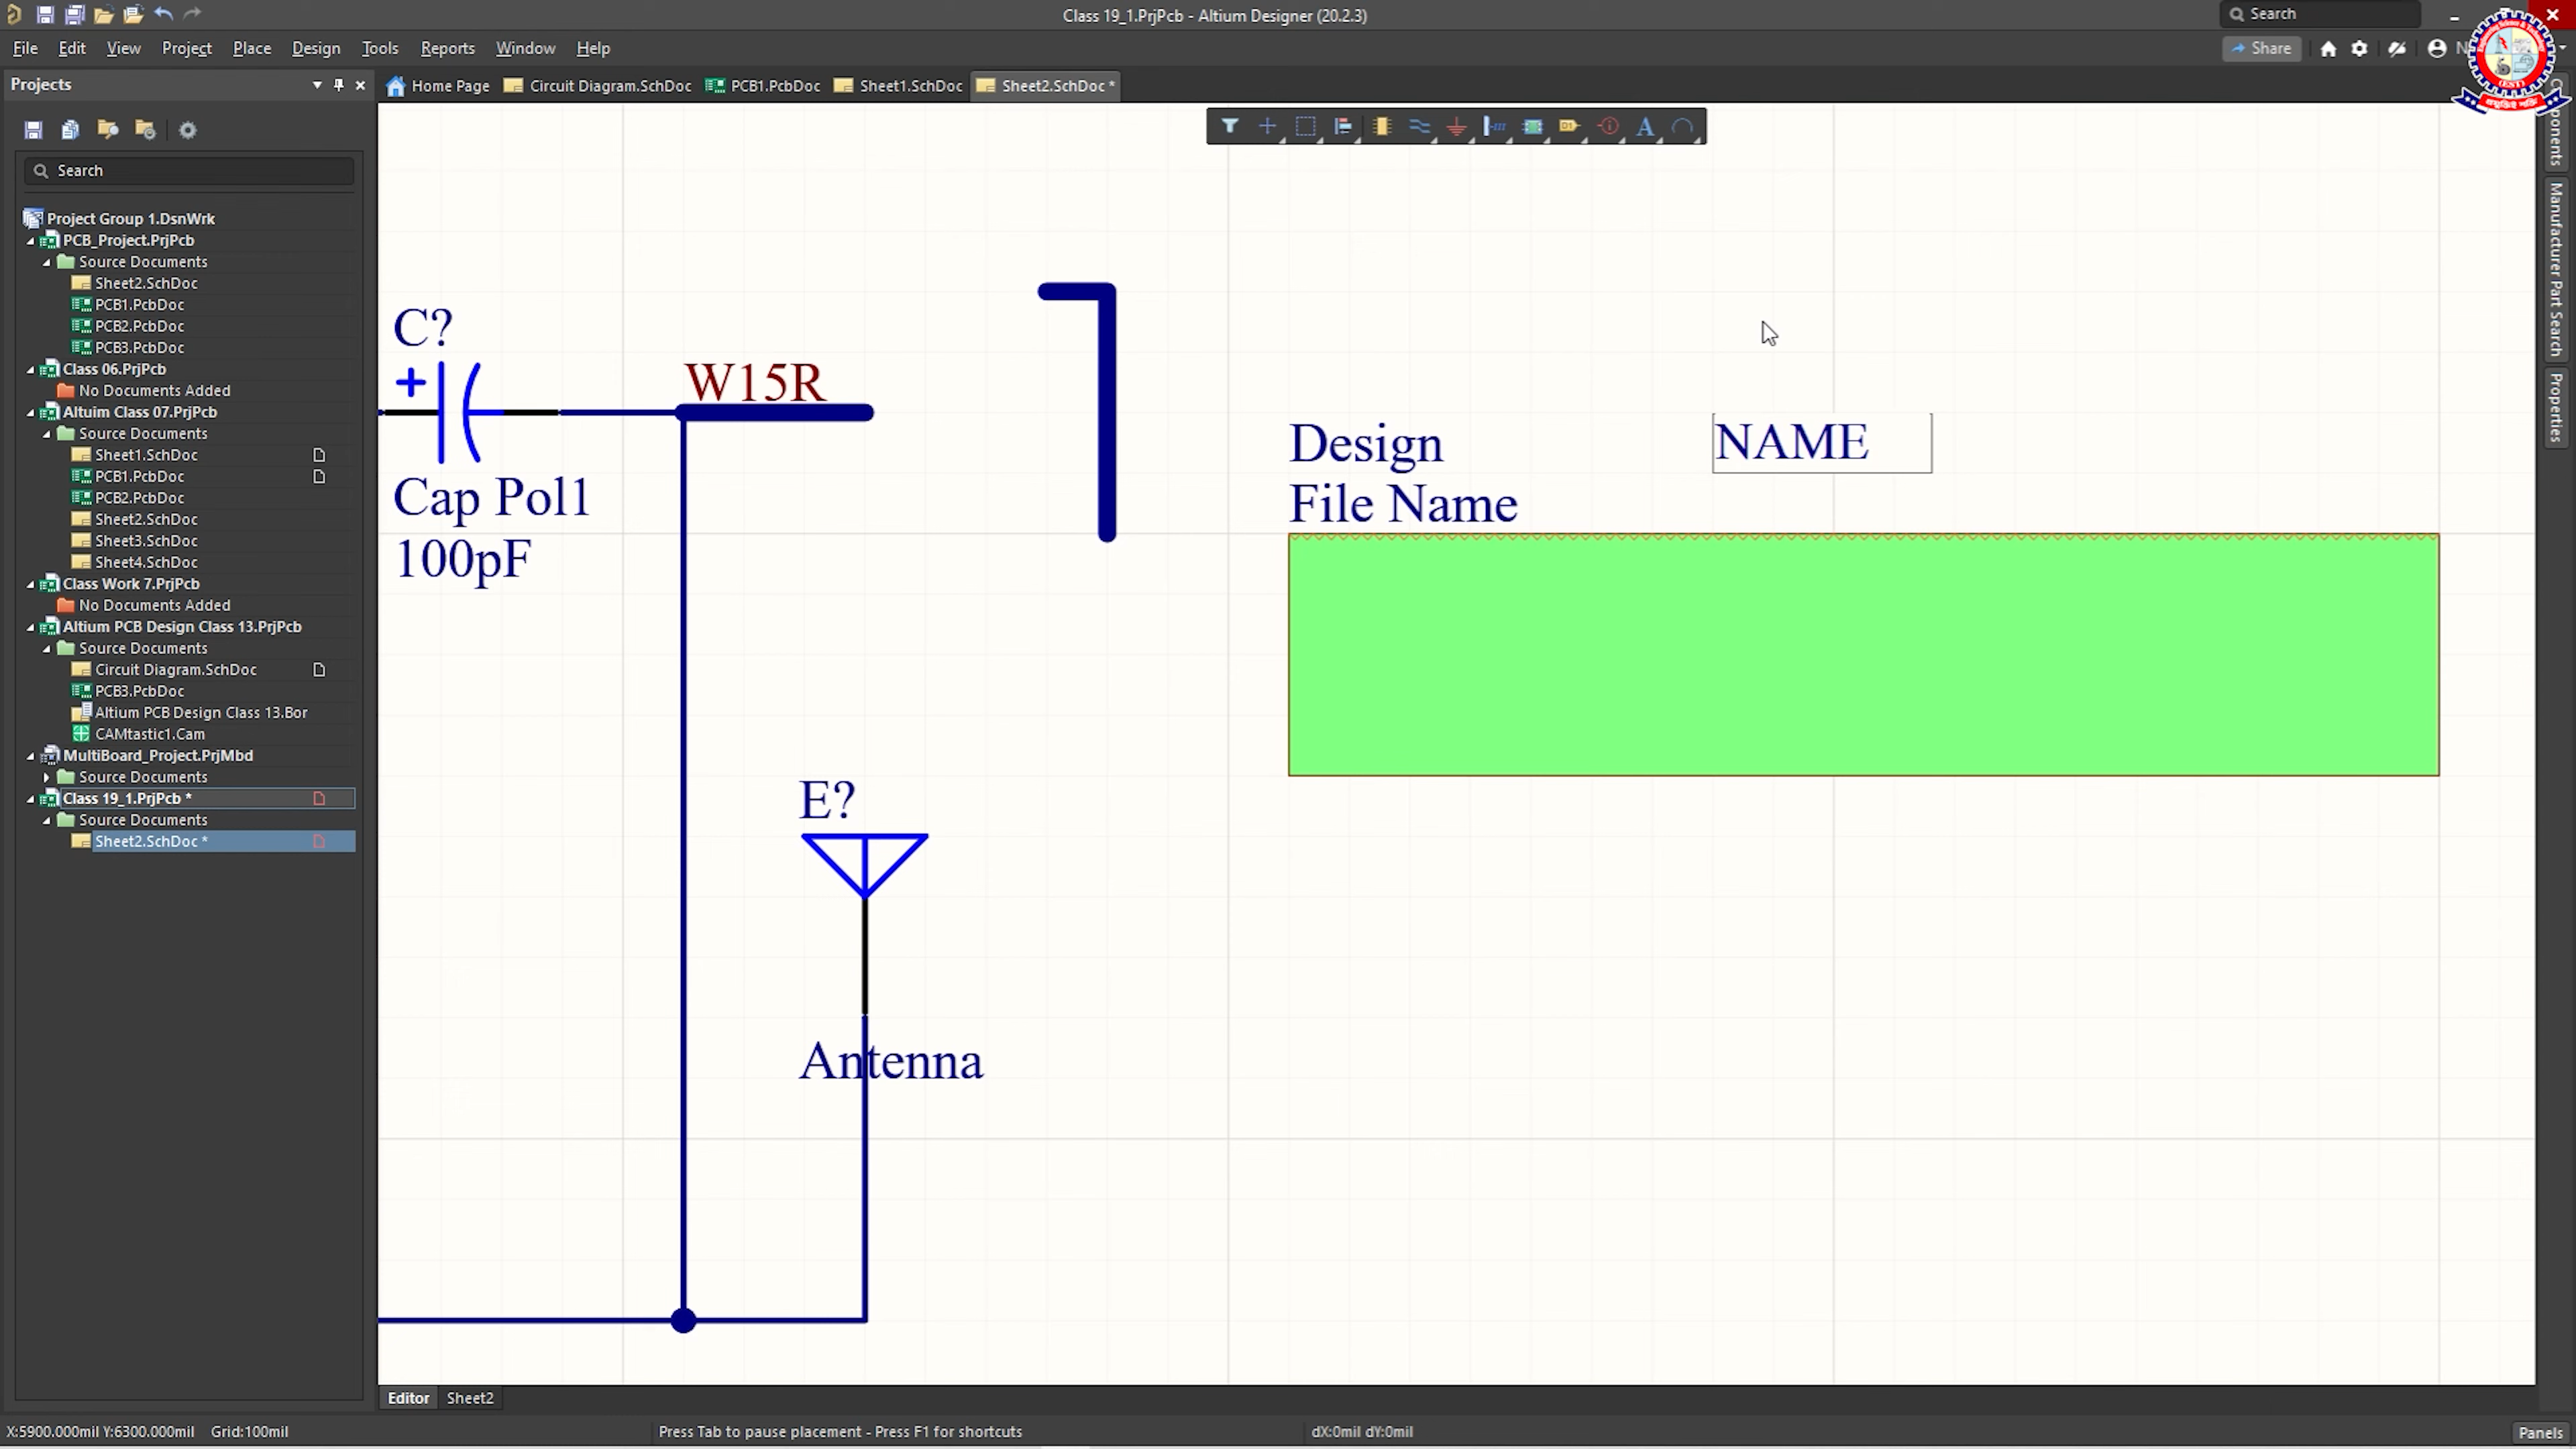 Class 19_1.PrjPcb - Altium Designer (20.2.3)
Search
File Edit View Project Place Design Tools Reports Window Help
Share
Projects
Home Page
Circuit Diagram.SchDoc
PCB1.PcbDoc
Sheet1.SchDoc
Sheet2.SchDoc *
Search
Project Group 1.DsnWrk
PCB_Project.PrjPcb
Source Documents
Sheet2.SchDoc
PCB1.PcbDoc
PCB2.PcbDoc
PCB3.PcbDoc
Class 06.PrjPcb
No Documents Added
Altuim Class 07.PrjPcb
Source Documents
Sheet1.SchDoc
PCB1.PcbDoc
PCB2.PcbDoc
Sheet2.SchDoc
Sheet3.SchDoc
Sheet4.SchDoc
Class Work 7.PrjPcb
No Documents Added
Altium PCB Design Class 13.PrjPcb
Source Documents
Circuit Diagram.SchDoc
PCB3.PcbDoc
Altium PCB Design Class 13.Bor
CAMtastic1.Cam
MultiBoard_Project.PrjMbd
Source Documents
Class 19_1.PrjPcb *
Source Documents
Sheet2.SchDoc *
C?
+
Cap Pol1
100pF
W15R
Design
File Name
NAME
E?
Antenna
Manufacturer Part Search
Properties
Editor
Sheet2
X:5900.000mil Y:6300.000mil Grid:100mil
Press Tab to pause placement - Press F1 for shortcuts
dX:0mil dY:0mil
Panels